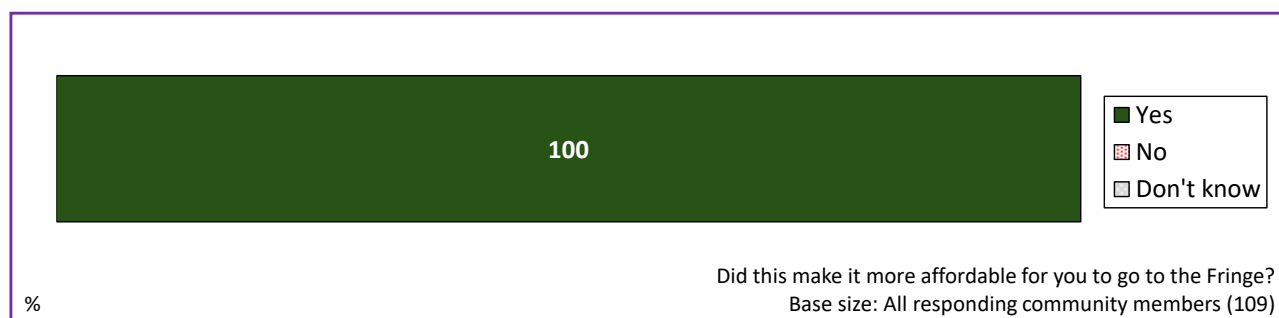 100
Yes
No
Don't know
Did this make it more affordable for you to go to the Fringe?
%
Base size: All responding community members (109)